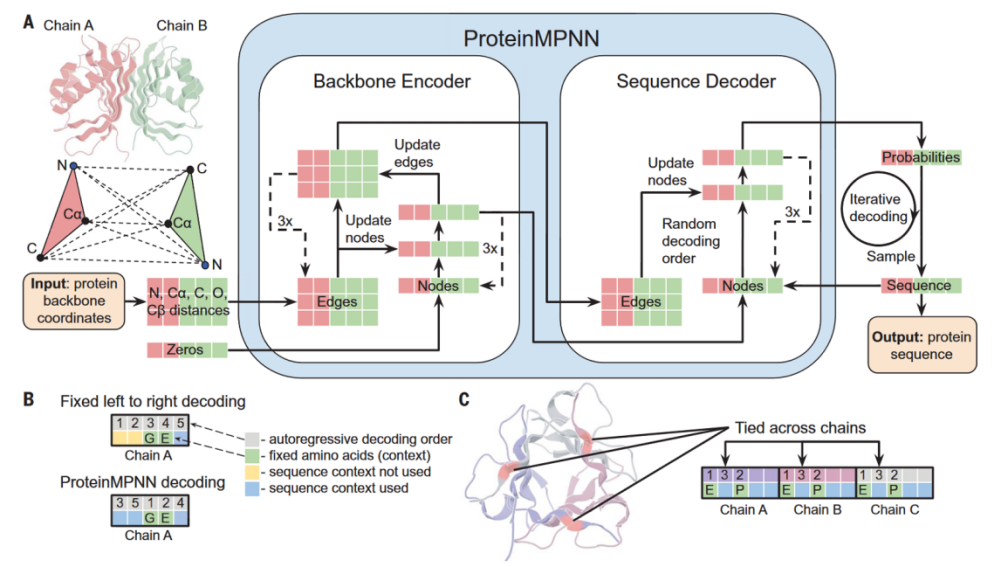 A
Chain A
Chain B
N
C
Cα
Cα
C
N
Input: protein
backbone
coordinates
N, Cα, C, O,
Cβ distances
Zeros
ProteinMPNN
Backbone Encoder
Update
edges
3x
Update
nodes
3x
Edges
Nodes
Sequence Decoder
Update
nodes
Random
decoding
order
3x
Edges
Nodes
Probabilities
Iterative
decoding
Sample
Sequence
Output: protein
sequence
B
Fixed left to right decoding
1 2 3 4 5
G E
Chain A
- autoregressive decoding order
- fixed amino acids (context)
- sequence context not used
- sequence context used
ProteinMPNN decoding
3 5 1 2 4
G E
Chain A
C
Tied across chains
1 3 2 1 3 2 1 3 2
E P E P E P
Chain A Chain B Chain C